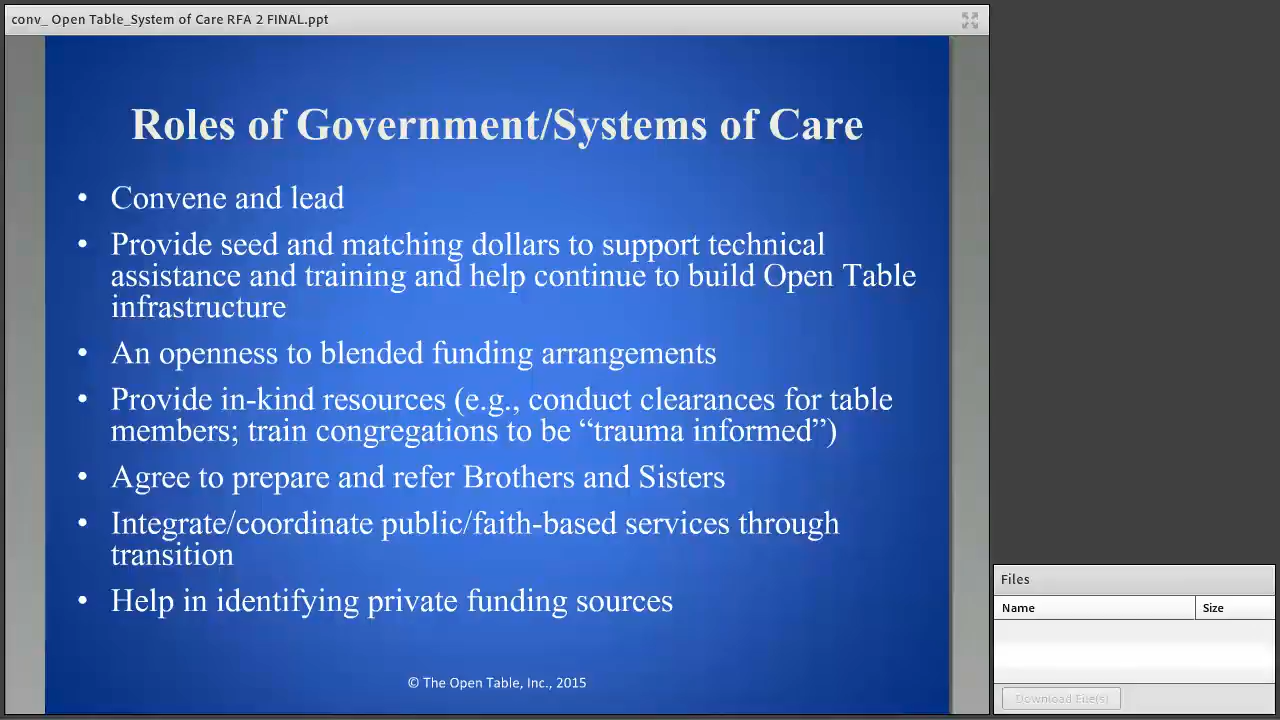 conv_ Open Table_System of Care RFA 2 FINAL.ppt
Roles of Government/Systems of Care
• Convene and lead
• Provide seed and matching dollars to support technical
assistance and training and help continue to build Open Table
infrastructure
• An openness to blended funding arrangements
• Provide in-kind resources (e.g., conduct clearances for table
members; train congregations to be “trauma informed”)
• Agree to prepare and refer Brothers and Sisters
• Integrate/coordinate public/faith-based services through
transition
• Help in identifying private funding sources
© The Open Table, Inc., 2015
Files
Name Size
Download File(s)